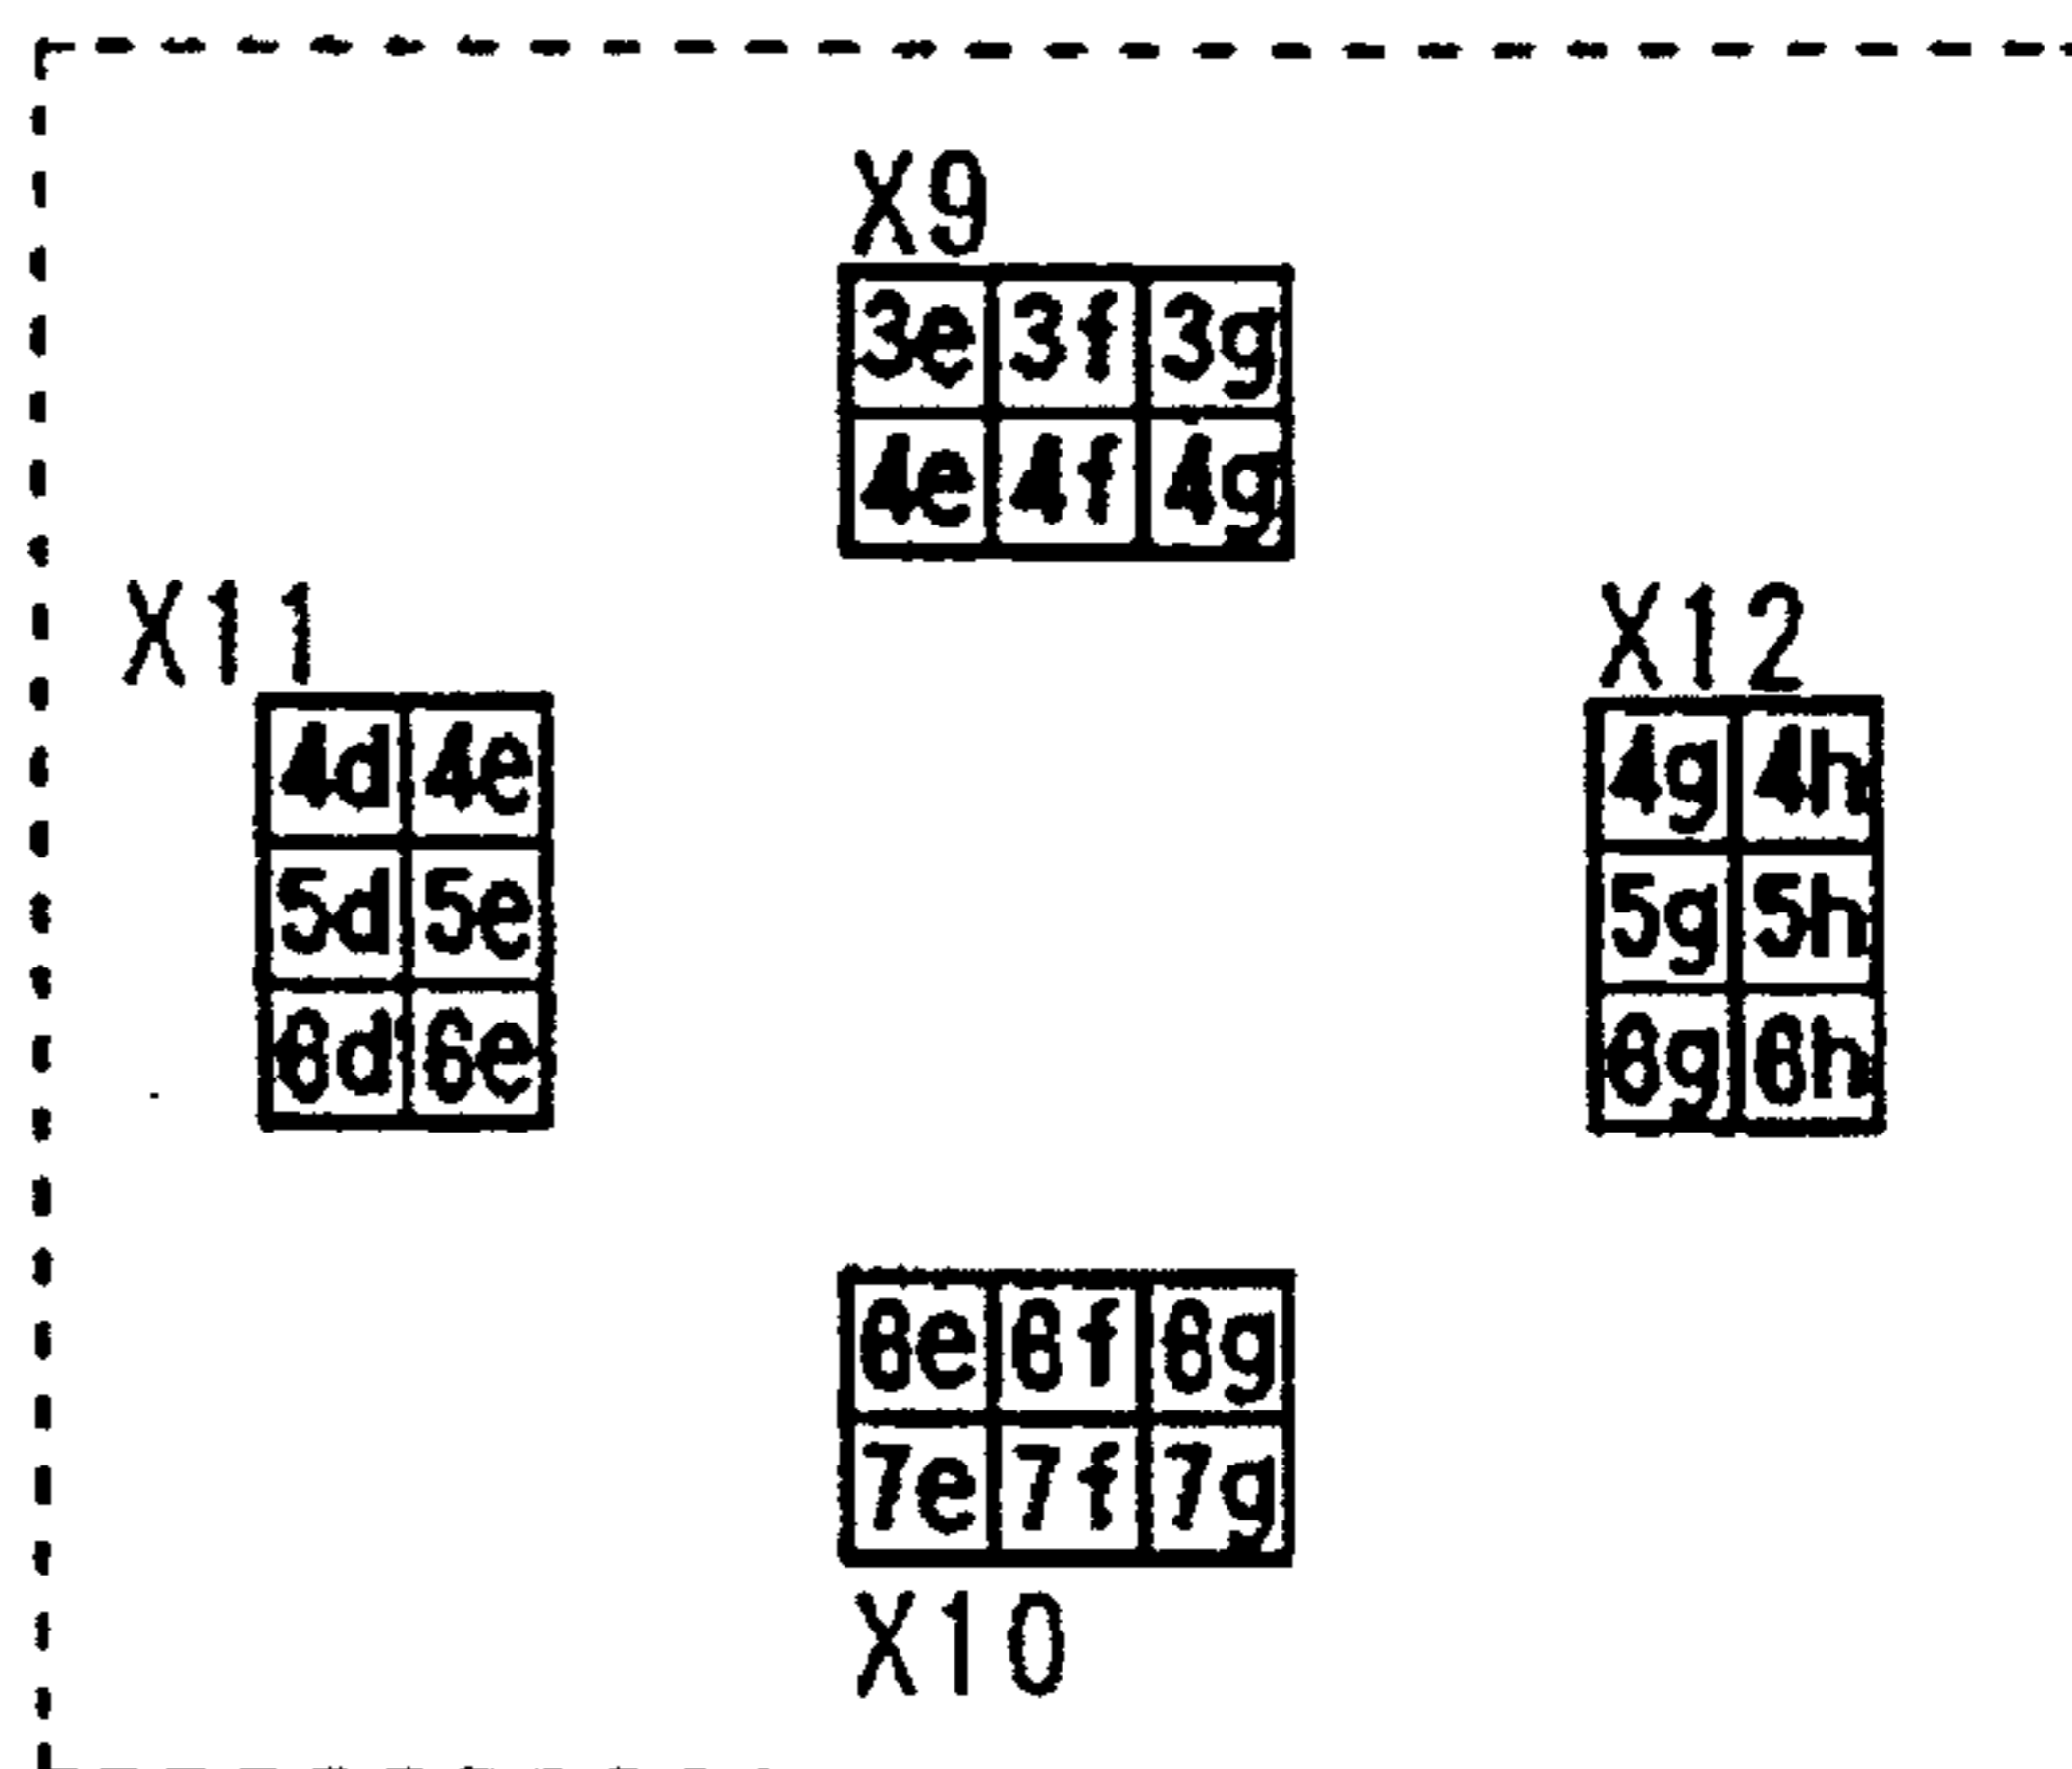 X9
3e 3f 3g
4e 4f 4g
X11
4d 4e
5d 5e
6d 6e
X12
4g 4h
5g 5h
6g 6h
6e 6f 6g
7e 7f 7g
X10